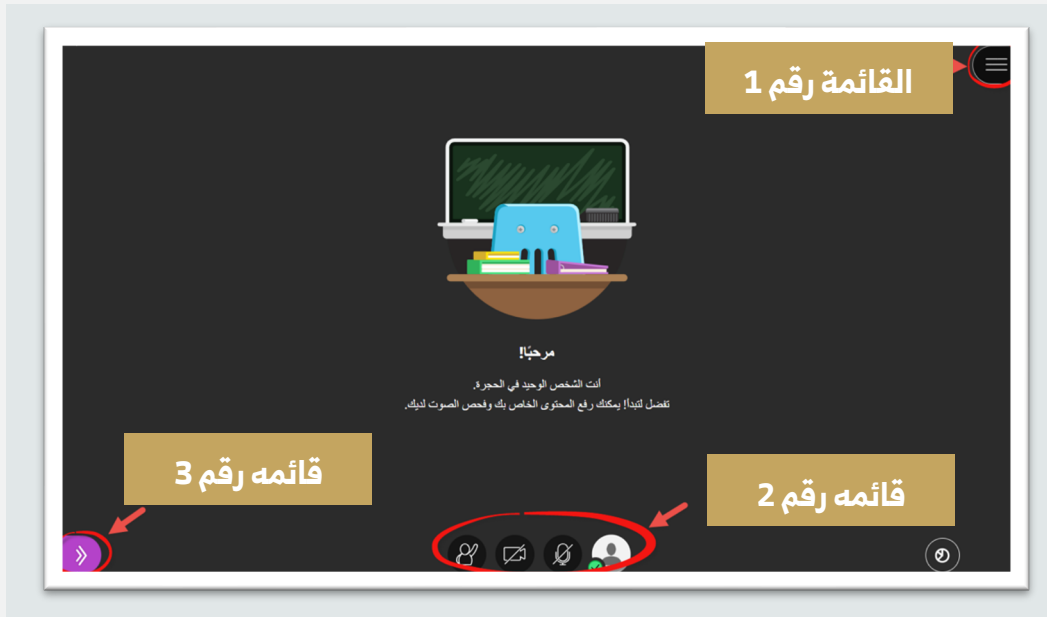 القائمة رقم 1
مرحبًا!
أنت الشخص الوحيد في الحجرة.
تفضل لتبدأ! يمكنك رفع المحتوى الخاص بك وفحص الصوت لديك.
قائمه رقم 3
قائمه رقم 2